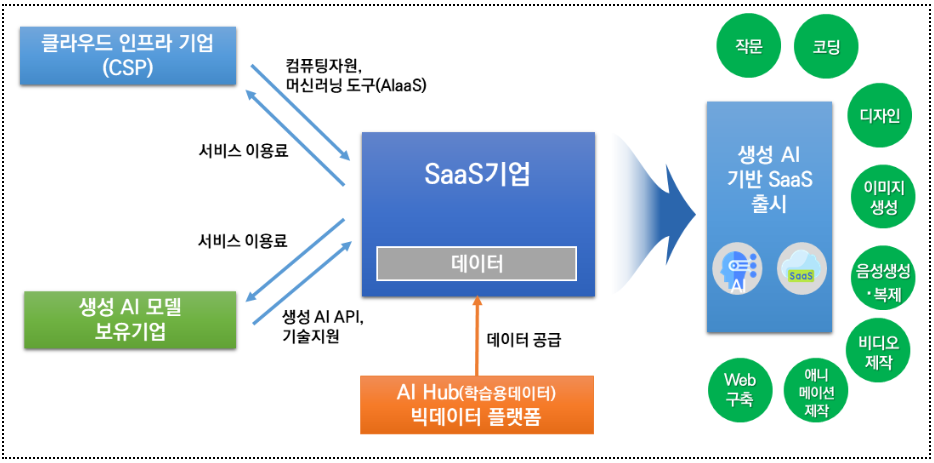 클라우드 인프라 기업
(CSP)
컴퓨팅자원,
머신러닝 도구(AIaaS)
서비스 이용료
SaaS기업
데이터
서비스 이용료
생성 AI 모델
보유기업
생성 AI API,
기술지원
데이터 공급
AI Hub(학습용데이터)
빅데이터 플랫폼
생성 AI
기반 SaaS
출시
AI
SaaS
작문
코딩
디자인
이미지
생성
음성생성
·복제
비디오
제작
애니
메이션
제작
Web
구축